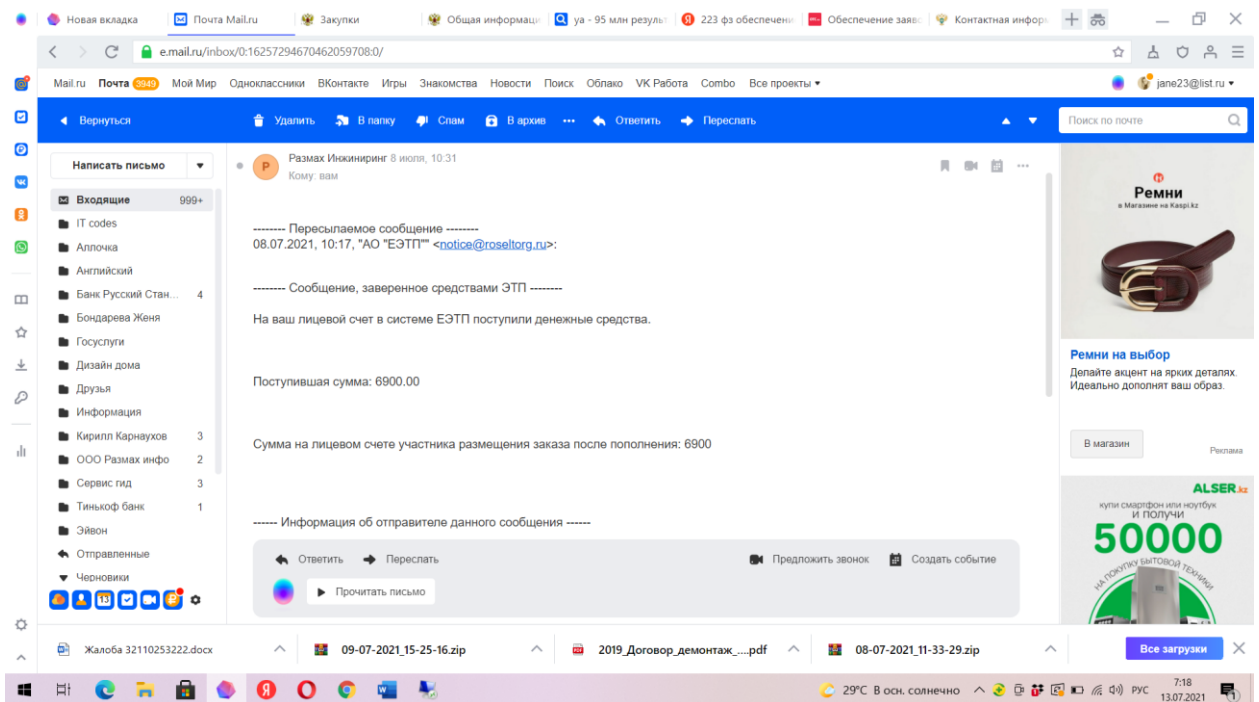 Новая вкладка
Почта Mail.ru
Закупки
Общая информаци
ya - 95 млн результ
223 фз обеспечени
Обеспечение заяво
Контактная информ
e.mail.ru/inbox/0:16257294670462059708:0/
Mail.ru Почта 3949 Мой Мир Одноклассники ВКонтакте Игры Знакомства Новости Поиск Облако VK Работа Combo Все проекты
jane23@list.ru
Вернуться
Удалить В папку Спам В архив Ответить Переслать
Поиск по почте
Написать письмо
Входящие 999+
IT codes
Аллочка
Английский
Банк Русский Стан... 4
Бондарева Женя
Госуслуги
Дизайн дома
Друзья
Информация
Кирилл Карнаухов 3
ООО Размах инфо 2
Сервис гид 3
Тинькоф банк 1
Эйвон
Отправленные
Черновики
13
Р
Размах Инжиниринг 8 июля, 10:31
Кому: вам
-------- Пересылаемое сообщение --------
08.07.2021, 10:17, "АО "ЕЭТП"" <notice@roseltorg.ru>:
-------- Сообщение, заверенное средствами ЭТП --------
На ваш лицевой счет в системе ЕЭТП поступили денежные средства.
Поступившая сумма: 6900.00
Сумма на лицевом счете участника размещения заказа после пополнения: 6900
------ Информация об отправителе данного сообщения ------
Ответить Переслать
Предложить звонок Создать событие
Прочитать письмо
Ремни
в Магазине на Kaspi.kz
Ремни на выбор
Делайте акцент на ярких деталях.
Идеально дополнят ваш образ.
В магазин
Реклама
ALSER.kz
купи смартфон или ноутбук
И ПОЛУЧИ
50000
НА ПОКУПКУ БЫТОВОЙ ТЕХНИКИ
Жалоба 32110253222.docx
09-07-2021_15-25-16.zip
2019_Договор_демонтаж_....pdf
08-07-2021_11-33-29.zip
Все загрузки
29°C В осн. солнечно
РУС
7:18
13.07.2021